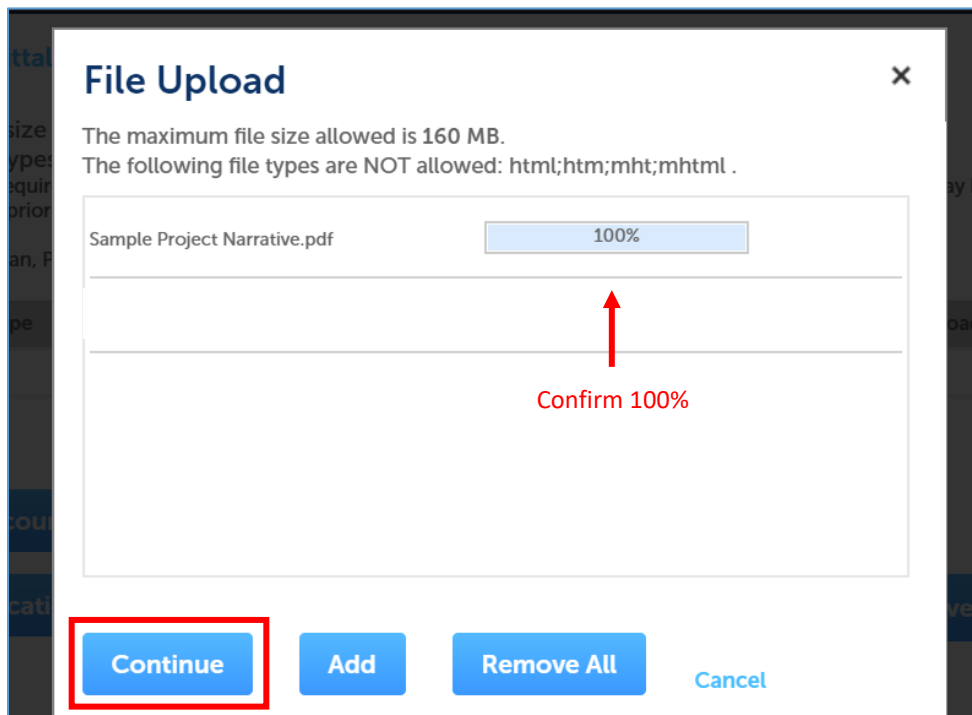 File Upload
×
The maximum file size allowed is 160 MB.
The following file types are NOT allowed: html;htm;mht;mhtml .
Sample Project Narrative.pdf 100%
Confirm 100%
Continue Add Remove All Cancel